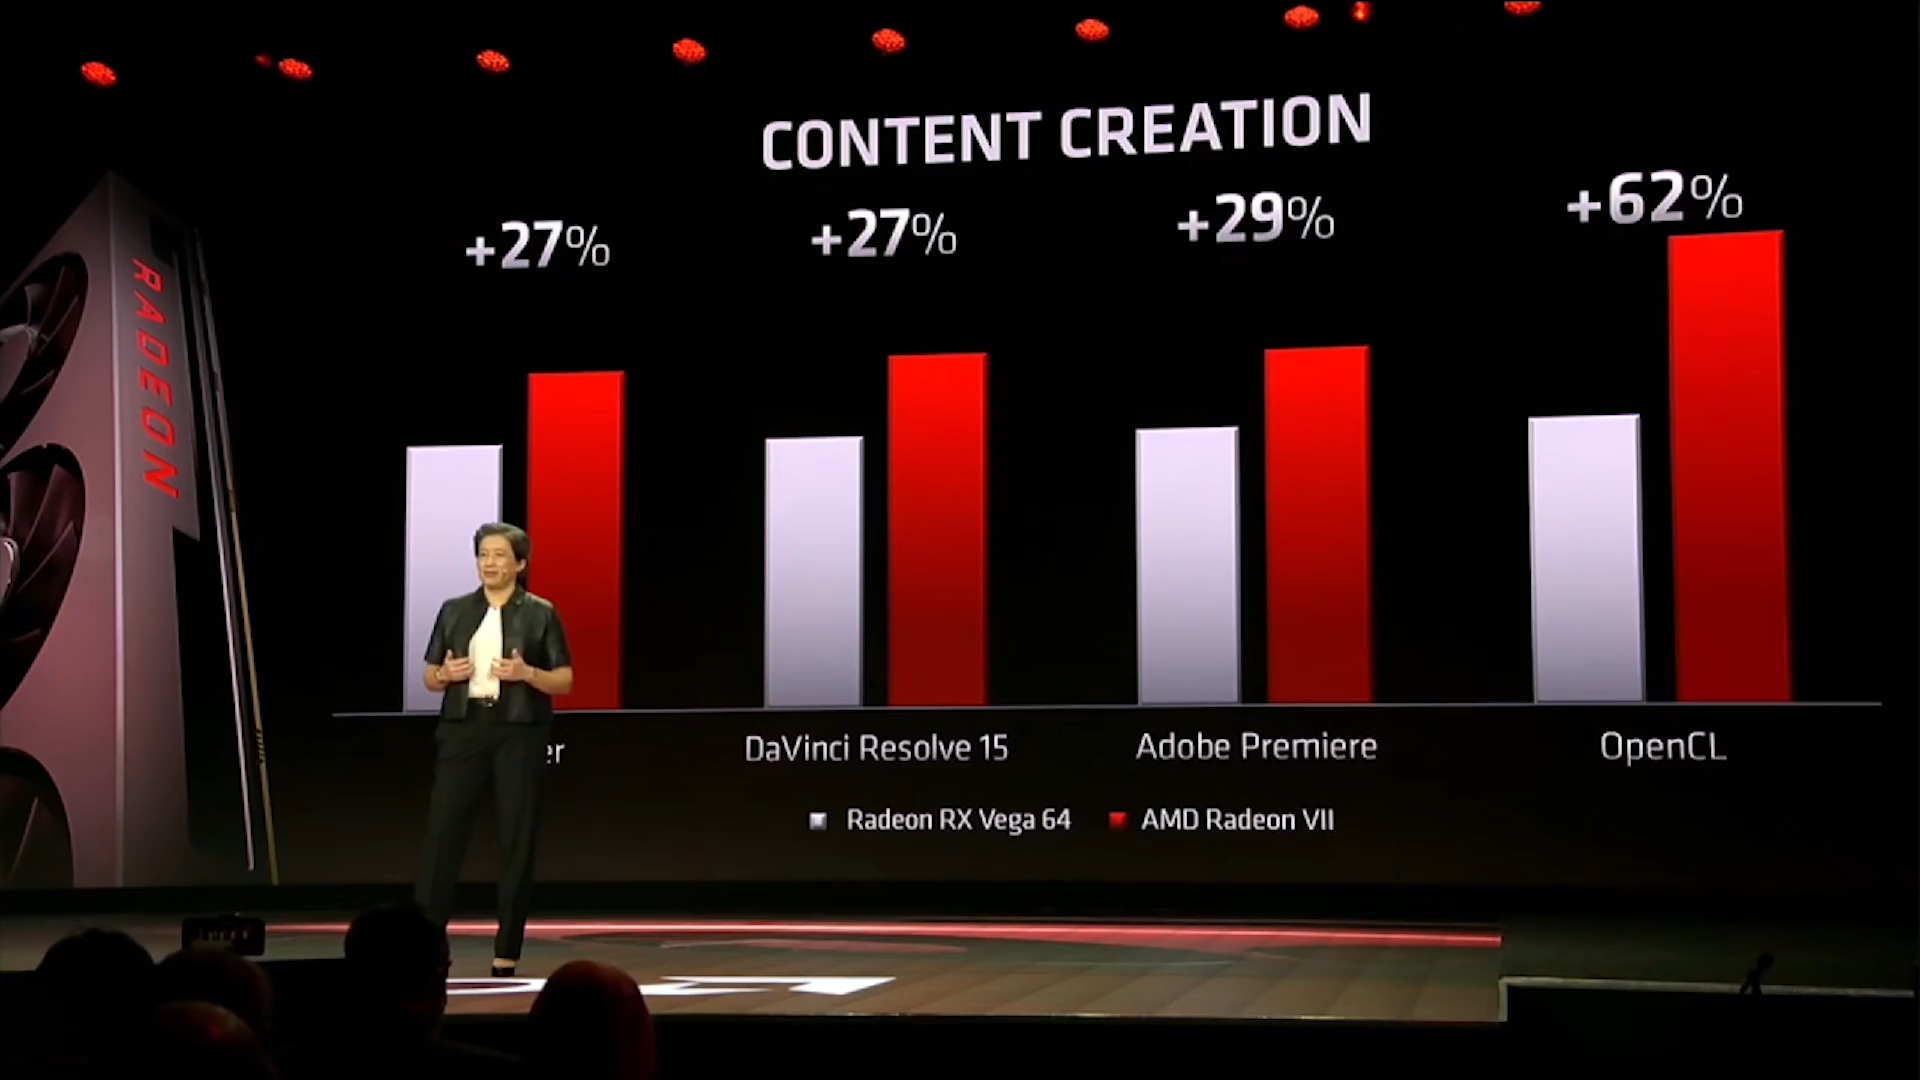 CONTENT CREATION
+27%
+27%
+29%
+62%
RADEON
er
DaVinci Resolve 15
Adobe Premiere
OpenCL
Radeon RX Vega 64
AMD Radeon VII